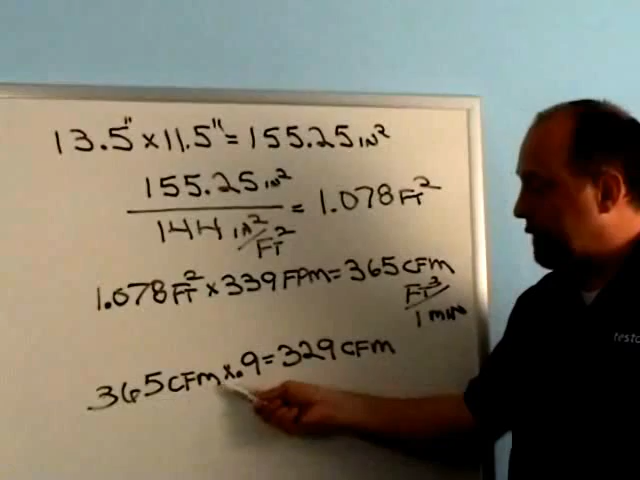 13.5" x 11.5" = 155.25 IN²
155.25 IN²
144 IN²/FT² = 1.078 FT²
1.078 FT² x 339 FPM = 365 CFM
FT³
1 MIN
365 CFM x .9 = 329 CFM
testo